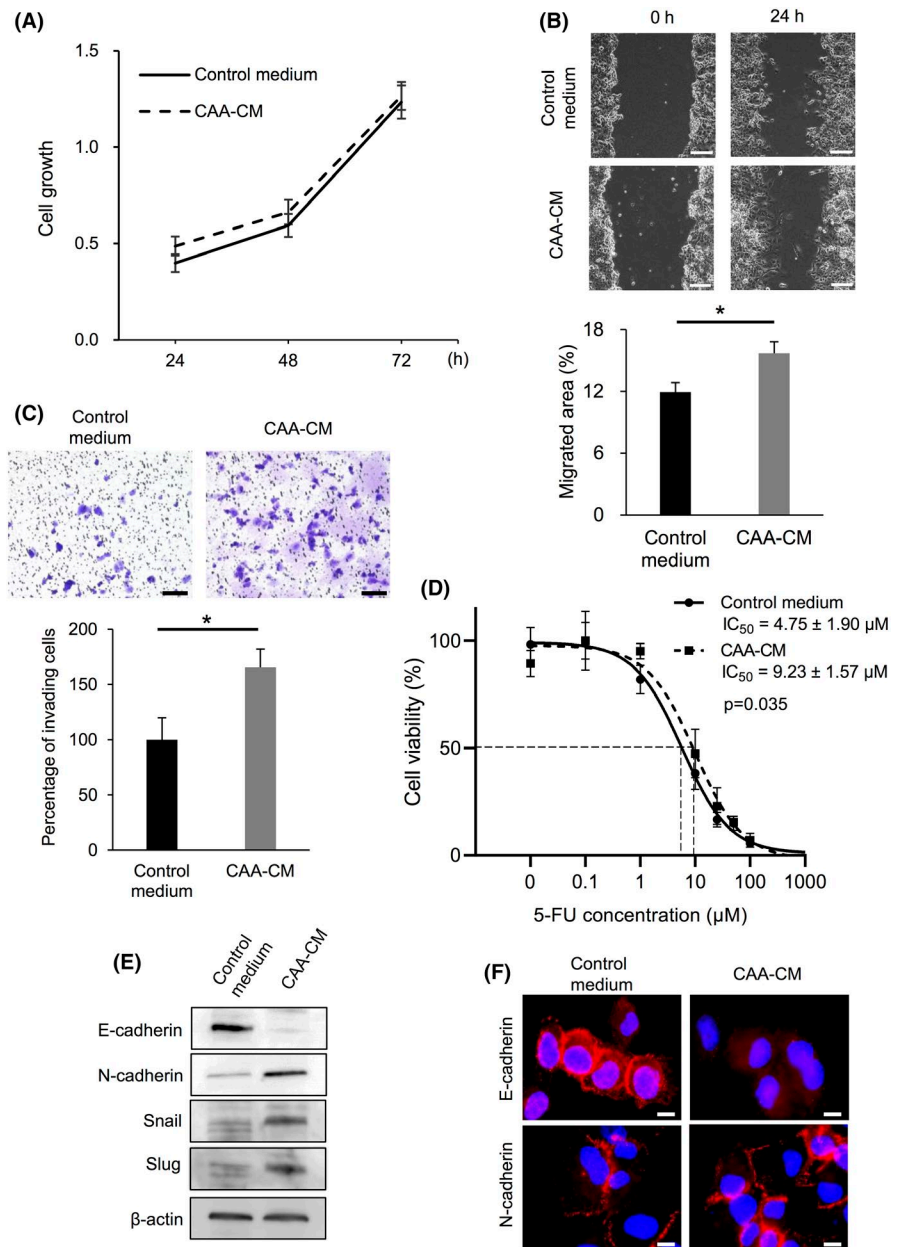 (A)
1.5
1.0
0.5
0.0
Cell growth
Control medium
CAA-CM
24
48
72
(h)
(B)
0 h
24 h
Control
medium
CAA-CM
18
12
6
0
Migrated area (%)
*
Control
medium
CAA-CM
(C)
Control
medium
CAA-CM
200
150
100
50
0
Percentage of invading cells
*
Control
medium
CAA-CM
(D)
Control medium
IC50 = 4.75 ± 1.90 µM
CAA-CM
IC50 = 9.23 ± 1.57 µM
p=0.035
100
50
0
Cell viability (%)
0
0.1
1
10
100
1000
5-FU concentration (µM)
(E)
Control
medium
CAA-CM
E-cadherin
N-cadherin
Snail
Slug
β-actin
(F)
Control
medium
CAA-CM
E-cadherin
N-cadherin